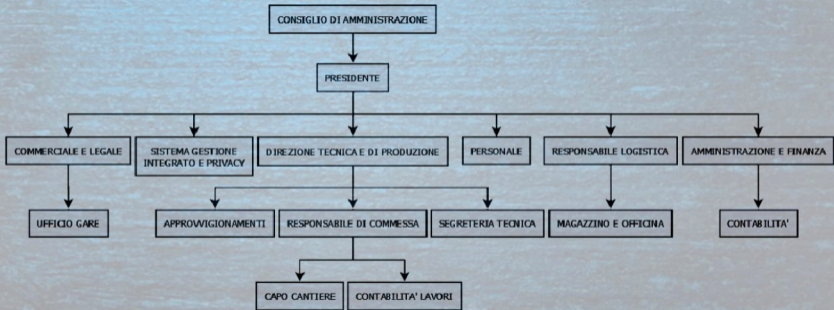 CONSIGLIO DI AMMINISTRAZIONE
PRESIDENTE
COMMERCIALE E LEGALE
SISTEMA GESTIONE
INTEGRATO E PRIVACY
DIREZIONE TECNICA E DI PRODUZIONE
PERSONALE
RESPONSABILE LOGISTICA
AMMINISTRAZIONE E FINANZA
UFFICIO GARE
APPROVVIGIONAMENTI
RESPONSABILE DI COMMESSA
SEGRETERIA TECNICA
MAGAZZINO E OFFICINA
CONTABILITA'
CAPO CANTIERE
CONTABILITA' LAVORI